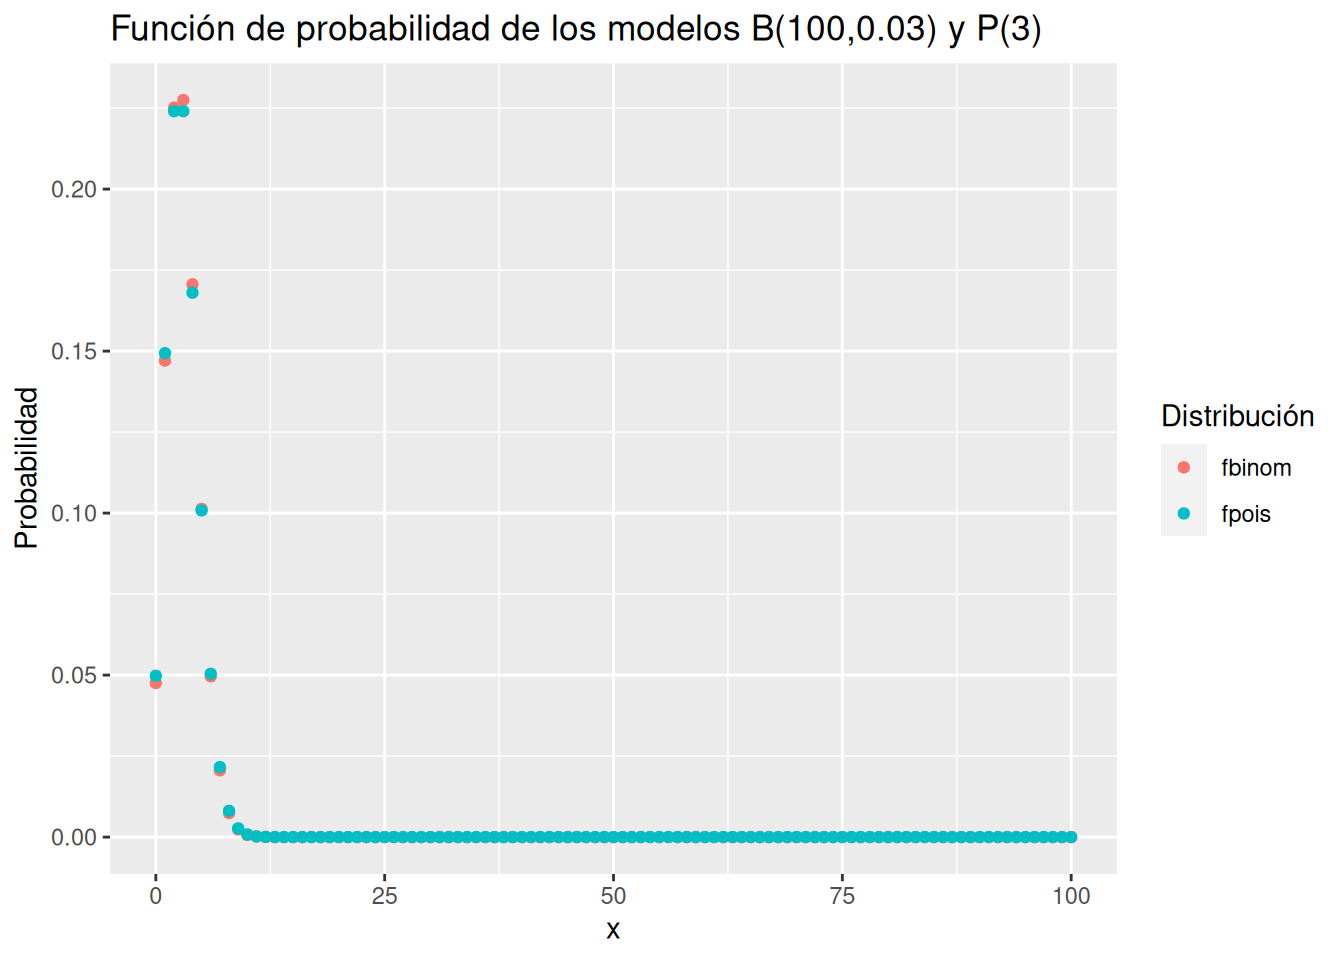 Función de probabilidad de los modelos B(100,0.03) y P(3)
Probabilidad
0.20
0.15
0.10
0.05
0.00
0 25 50 75 100
x
Distribución
fbinom
fpois